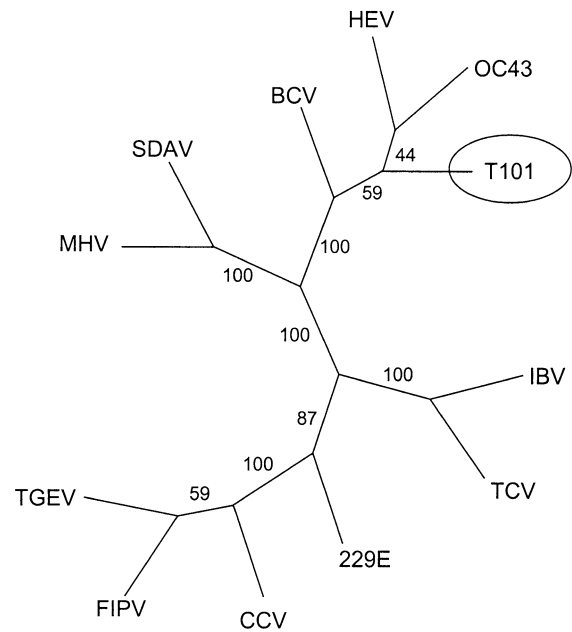 HEV
OC43
BCV
44
T101
SDAV
59
MHV
100
100
100
100
IBV
87
100
TCV
TGEV
59
229E
FIPV
CCV